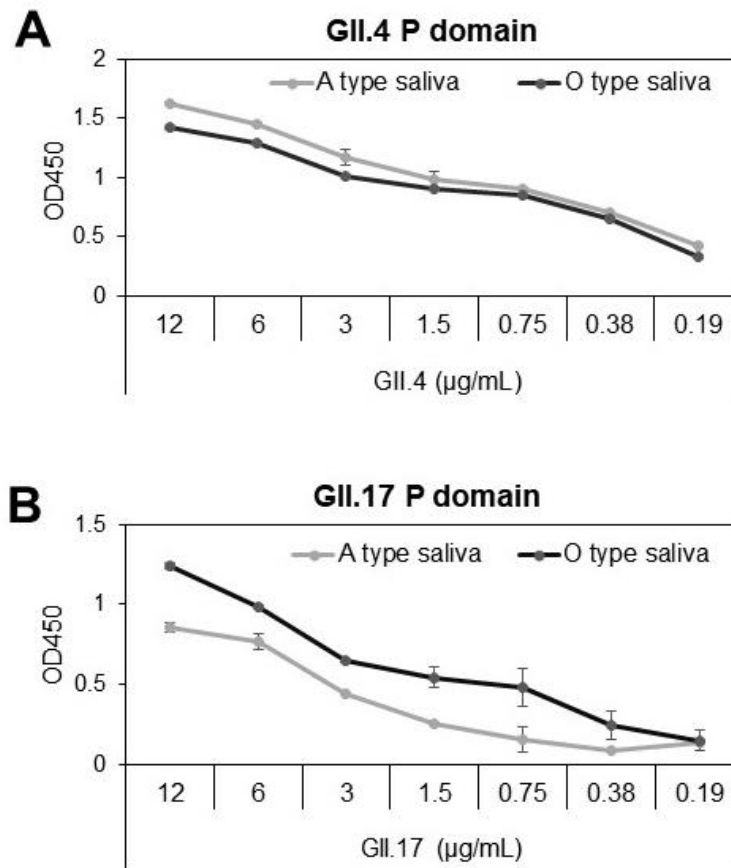 A
GII.4 P domain
A type saliva O type saliva
2
1.5
1
0.5
0
OD450
12 6 3 1.5 0.75 0.38 0.19
GII.4 (µg/mL)
B
GII.17 P domain
A type saliva O type saliva
1.5
1
0.5
0
OD450
12 6 3 1.5 0.75 0.38 0.19
GII.17 (µg/mL)